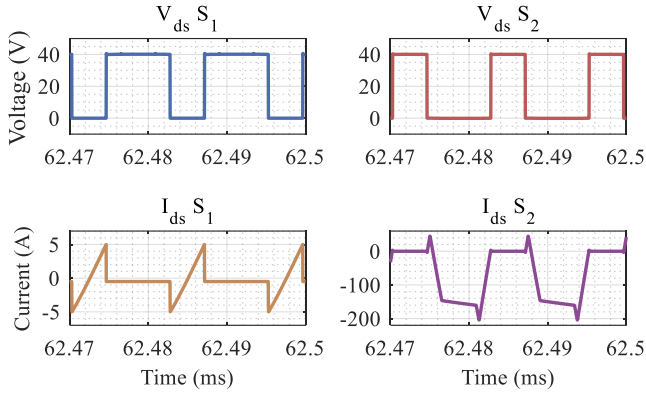 V_ds S_1
V_ds S_2
Voltage (V)
40
20
0
62.47 62.48 62.49 62.5
40
20
0
62.47 62.48 62.49 62.5
I_ds S_1
I_ds S_2
Current (A)
5
0
-5
62.47 62.48 62.49 62.5
Time (ms)
0
-100
-200
62.47 62.48 62.49 62.5
Time (ms)